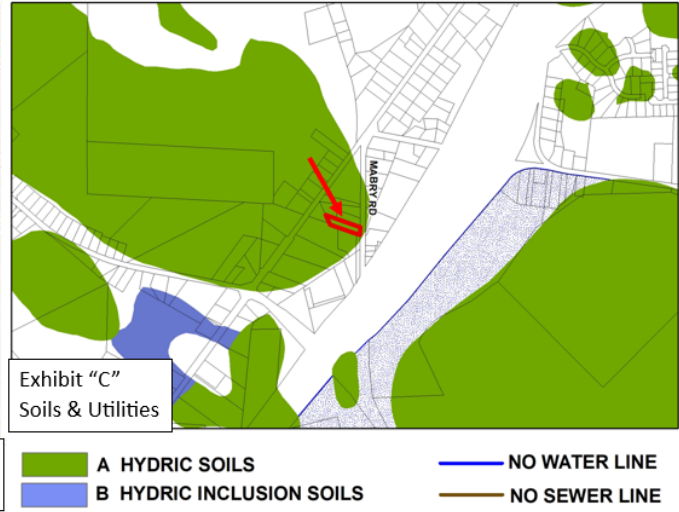 MABRY RD
Exhibit “C”
Soils & Utilities
A HYDRIC SOILS
B HYDRIC INCLUSION SOILS
NO WATER LINE
NO SEWER LINE